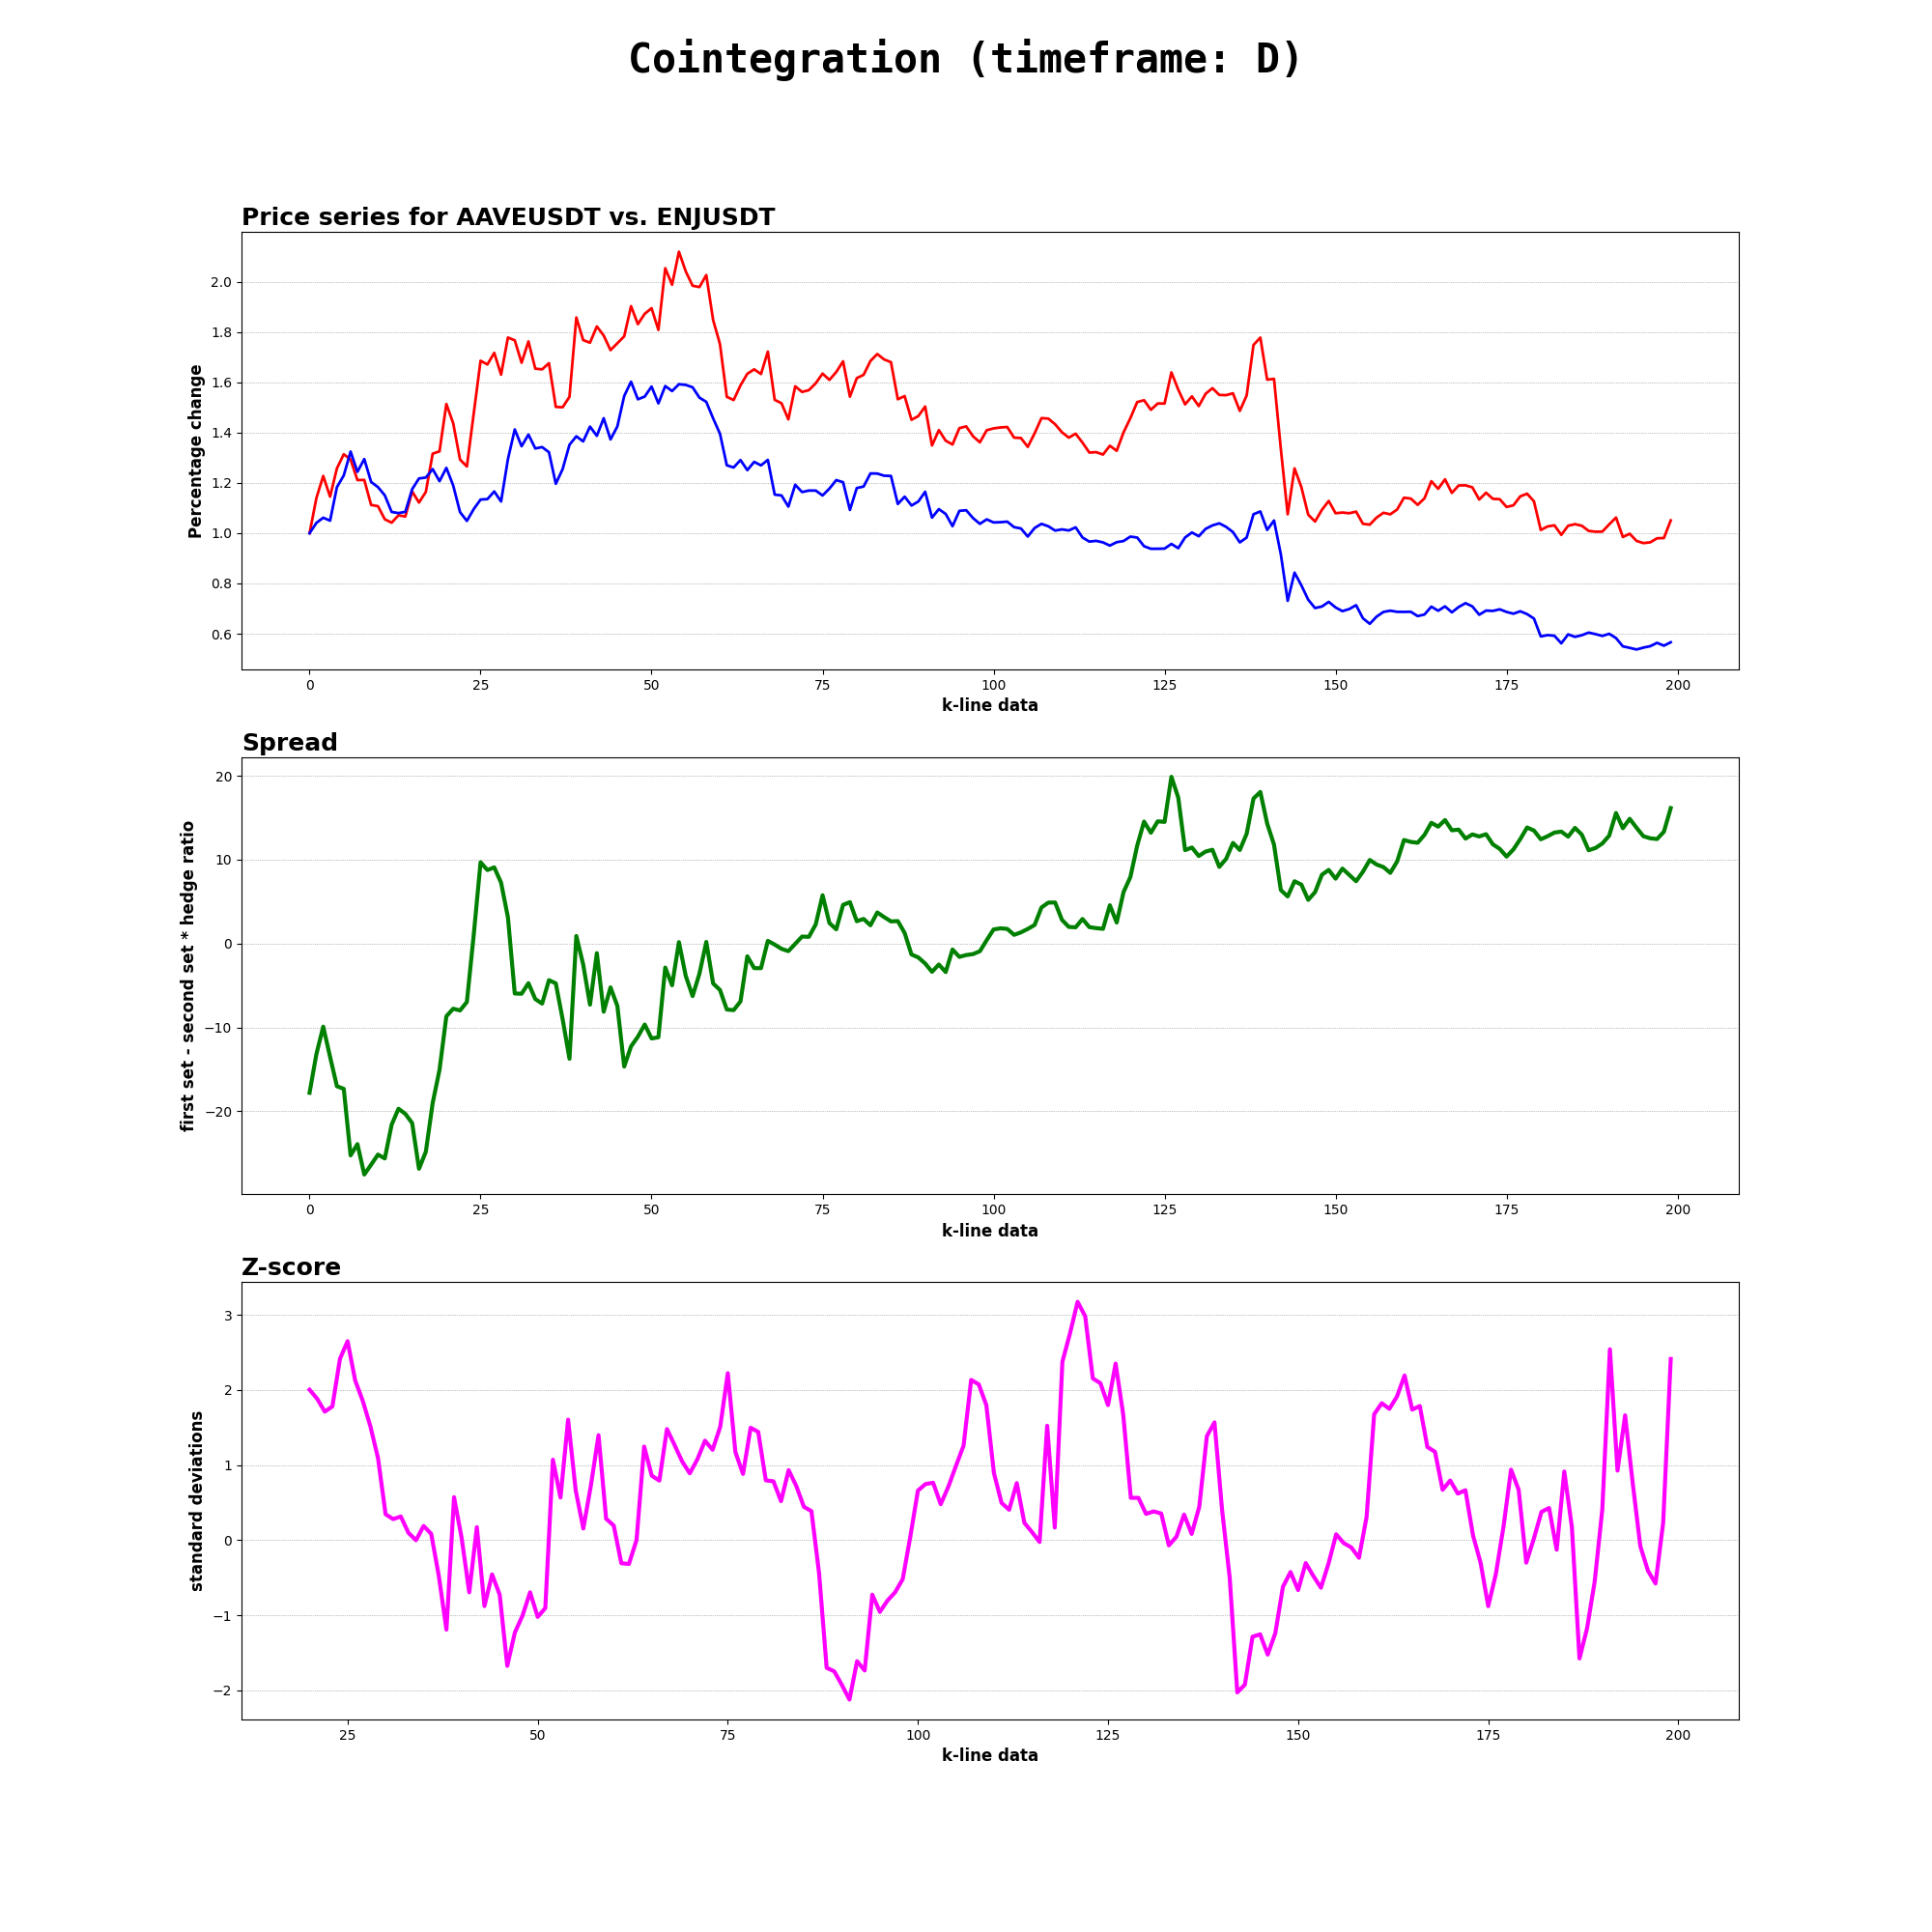 Cointegration (timeframe: D)
Price series for AAVEUSDT vs. ENJUSDT
Percentage change
2.0
1.8
1.6
1.4
1.2
1.0
0.8
0.6
0 25 50 75 100 125 150 175 200
k-line data
Spread
first set - second set * hedge ratio
20
10
0
−10
−20
0 25 50 75 100 125 150 175 200
k-line data
Z-score
standard deviations
3
2
1
0
−1
−2
25 50 75 100 125 150 175 200
k-line data